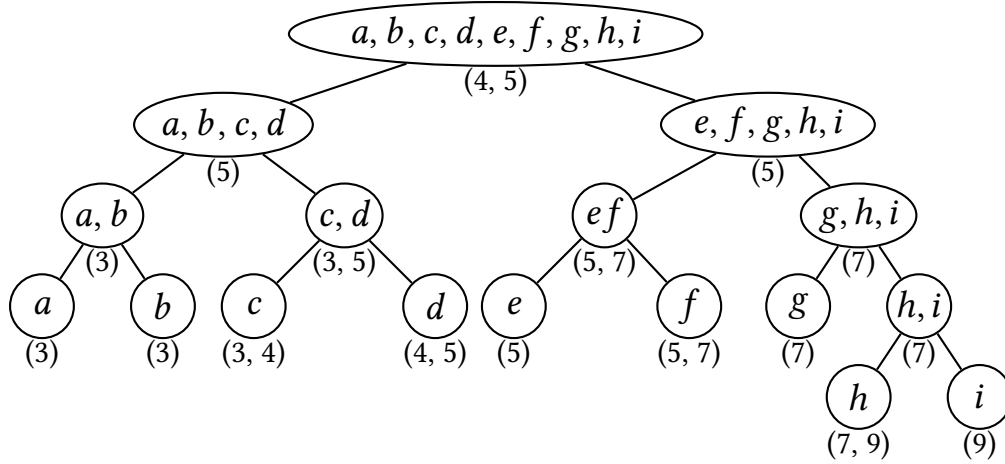 a, b, c, d, e, f, g, h, i
(4, 5)
a, b, c, d
e, f, g, h, i
(5)
(5)
a, b
c, d
ef
g, h, i
(3)
(3, 5)
(5, 7)
(7)
a
b
c
d
e
f
g
h, i
(3)
(3)
(3, 4)
(4, 5)
(5)
(5, 7)
(7)
(7)
h
i
(7, 9)
(9)